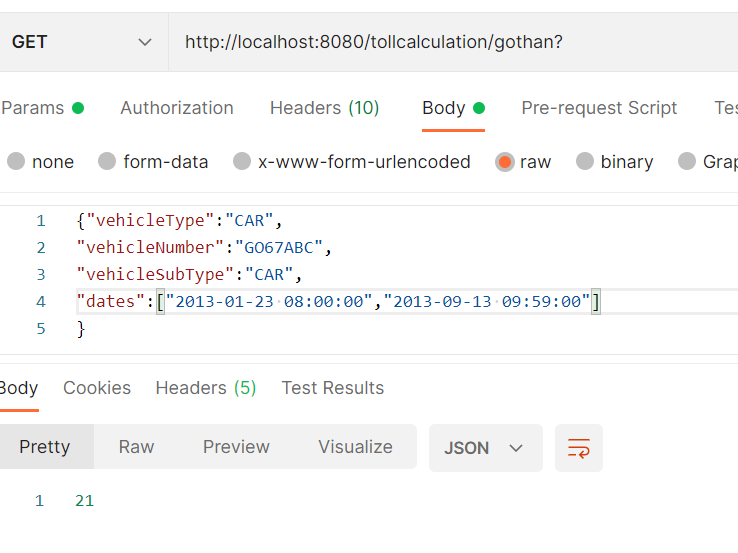 GET http://localhost:8080/tollcalculation/gothan?
Params Authorization Headers (10) Body Pre-request Script Tes
none form-data x-www-form-urlencoded raw binary Grap
1 {"vehicleType":"CAR",
2 "vehicleNumber":"GO67ABC",
3 "vehicleSubType":"CAR",
4 "dates":["2013-01-23 08:00:00","2013-09-13 09:59:00"]
5 }
Body Cookies Headers (5) Test Results
Pretty Raw Preview Visualize JSON
1 21